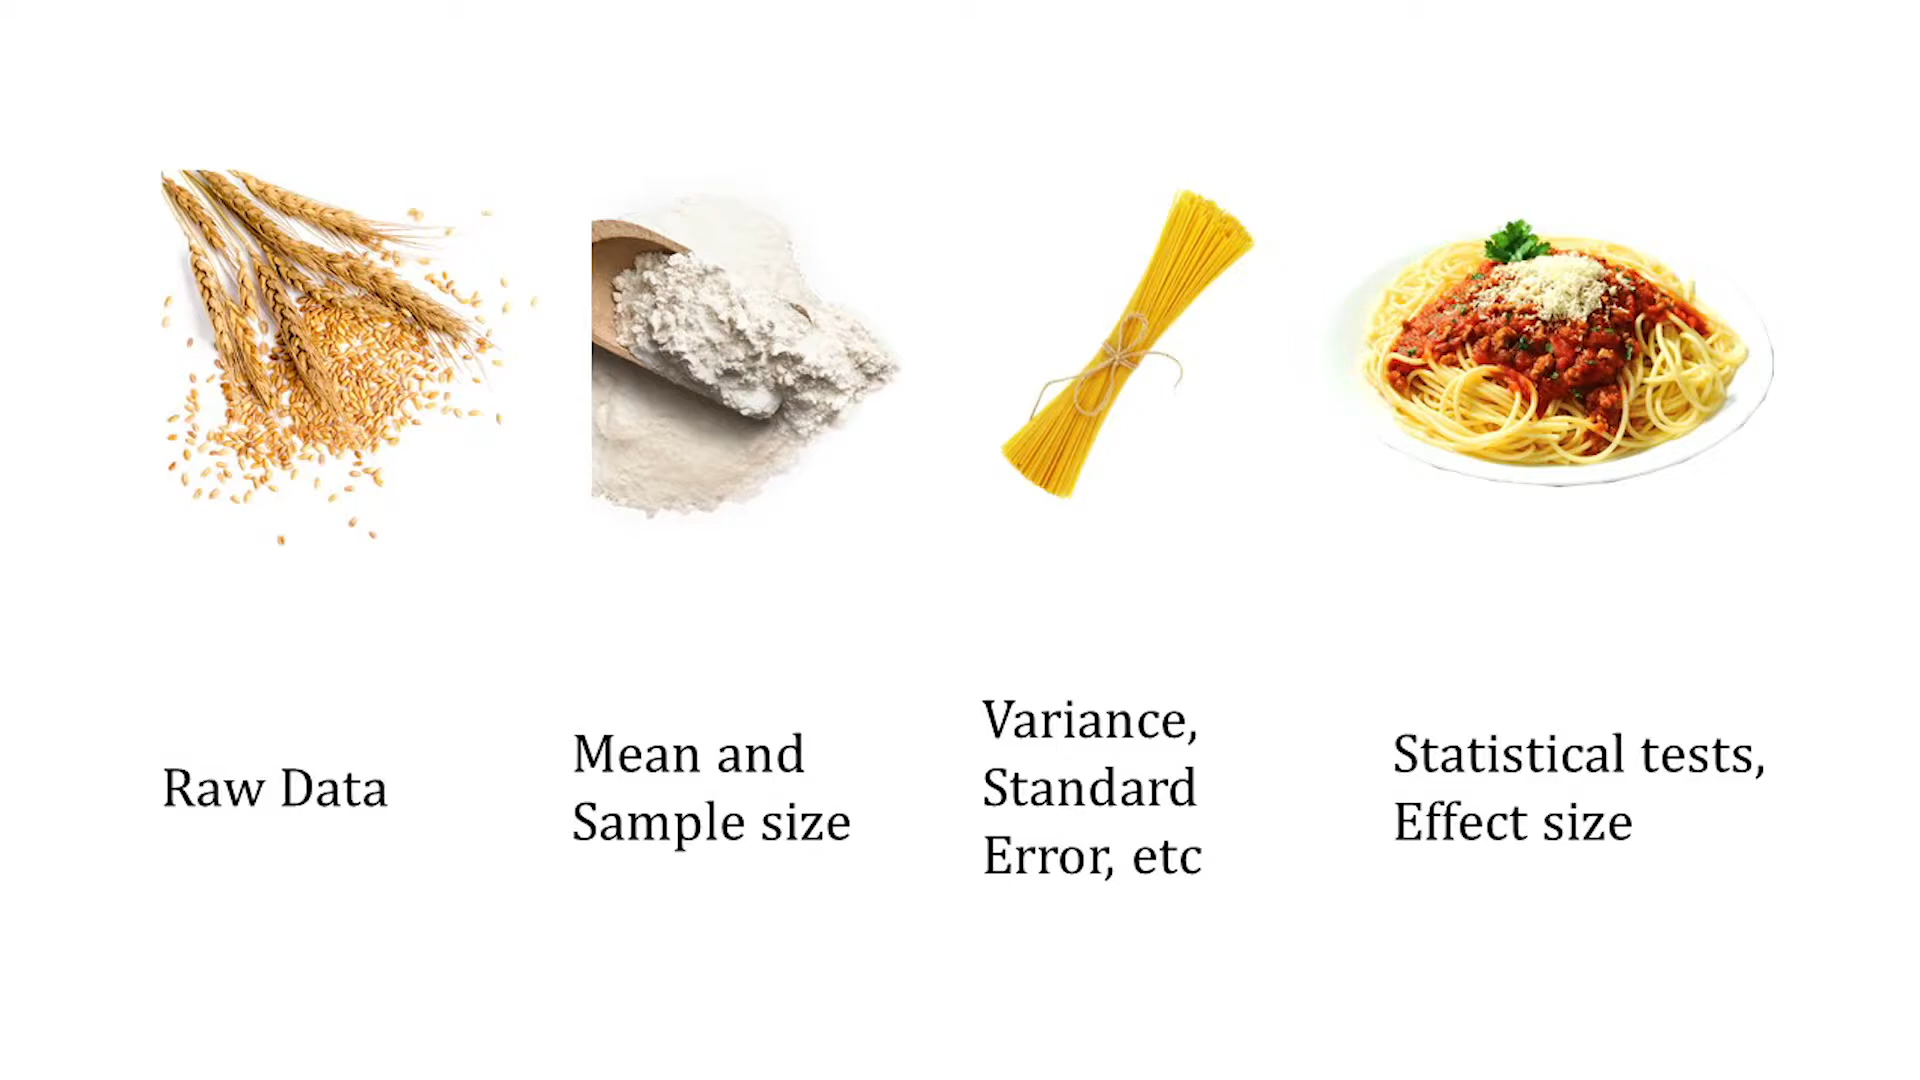 Raw Data
Mean and
Sample size
Variance,
Standard
Error, etc
Statistical tests,
Effect size